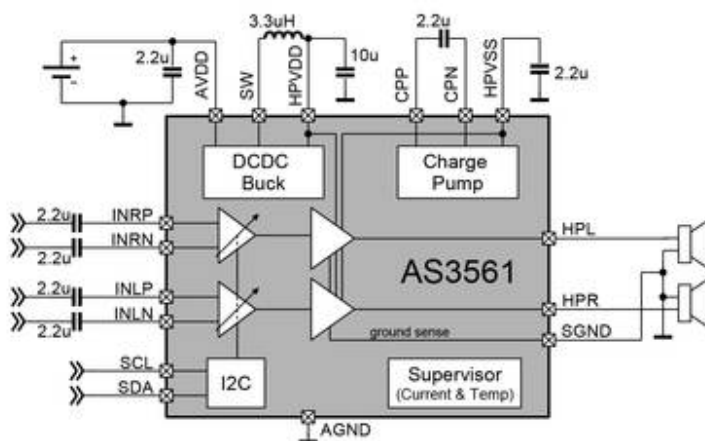 3.3uH
2.2u
2.2u
10u
2.2u
AVDD
SW
HPVDD
CPP
CPN
HPVSS
DCDC
Buck
Charge
Pump
2.2u
INRP
INRN
2.2u
HPL
AS3561
2.2u
INLP
INLN
2.2u
HPR
ground sense
SGND
SCL
SDA
I2C
Supervisor
(Current & Temp)
AGND